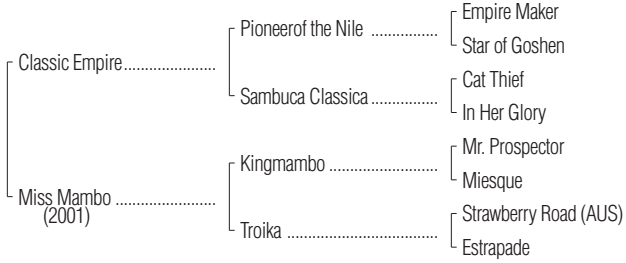 Empire Maker
Pioneerof the Nile ................
Star of Goshen
Classic Empire......................
Cat Thief
Sambuca Classica................
In Her Glory
Mr. Prospector
Kingmambo ..........................
Miesque
Miss Mambo ........................
(2001)
Strawberry Road (AUS)
Troika ....................................
Estrapade